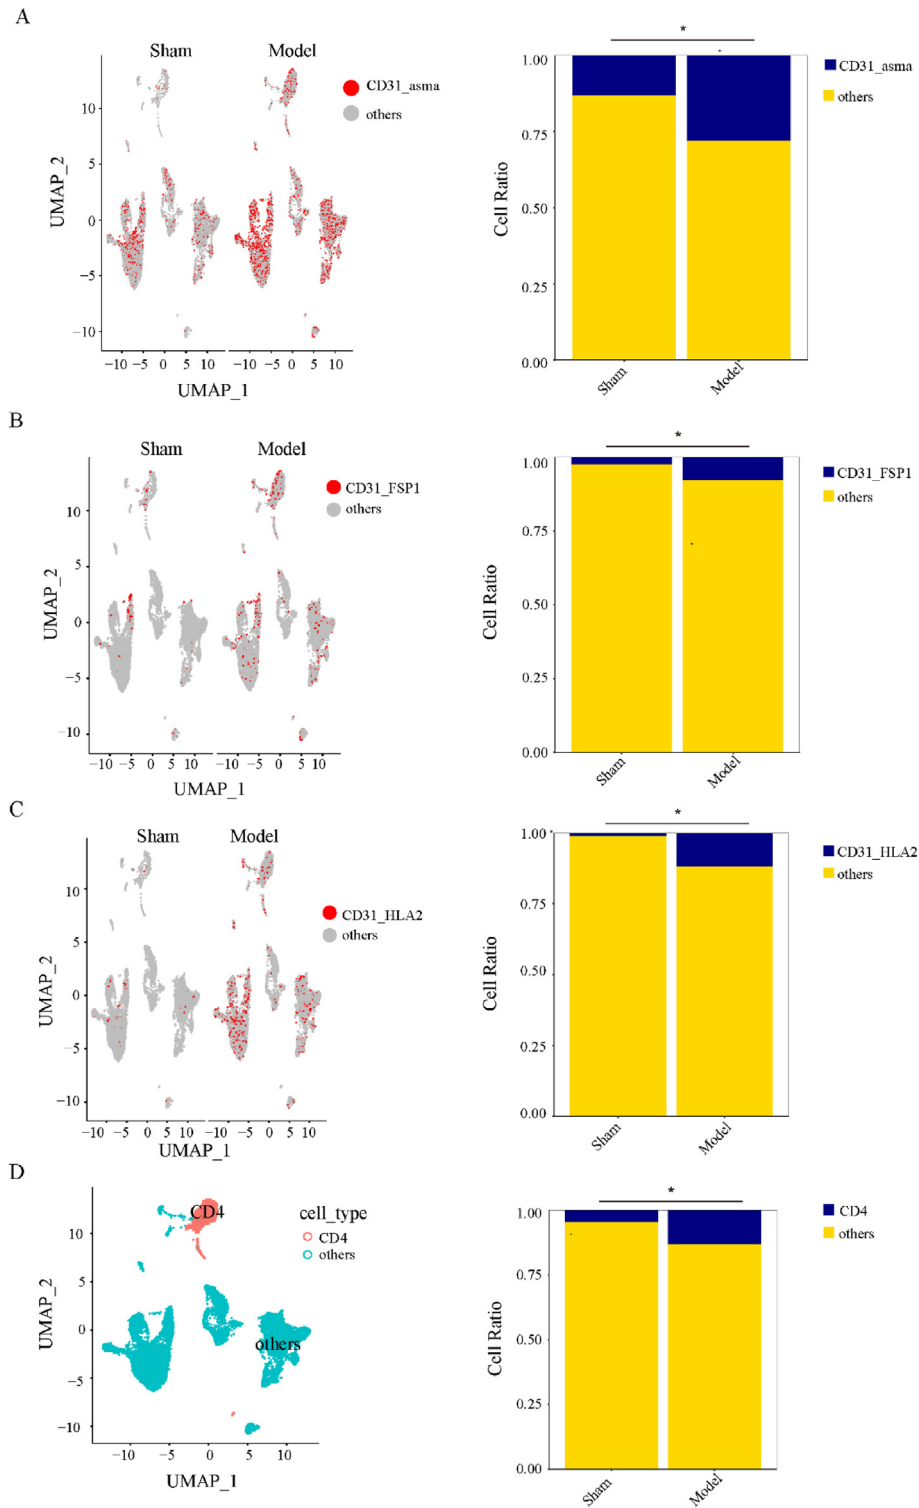 A
Sham Model
CD31_asma
others
10
5
0
−5
−10
UMAP_2
−10 −5 0 5 10 −10 −5 0 5 10
UMAP_1
*
1.00
0.75
0.50
0.25
0.00
Cell Ratio
Sham Model
CD31_asma
others
B
Sham Model
CD31_FSP1
others
10
5
0
−5
−10
UMAP_2
−10 −5 0 5 10 −10 −5 0 5 10
UMAP_1
*
1.00
0.75
0.50
0.25
0.00
Cell Ratio
Sham Model
CD31_FSP1
others
C
Sham Model
CD31_HLA2
others
10
5
0
−5
−10
UMAP_2
−10 −5 0 5 10 −10 −5 0 5 10
UMAP_1
*
1.00
0.75
0.50
0.25
0.00
Cell Ratio
Sham Model
CD31_HLA2
others
D
CD4
others
cell_type
CD4
others
10
5
0
−5
−10
UMAP_2
−10 −5 0 5 10
UMAP_1
*
1.00
0.75
0.50
0.25
0.00
Cell Ratio
Sham Model
CD4
others